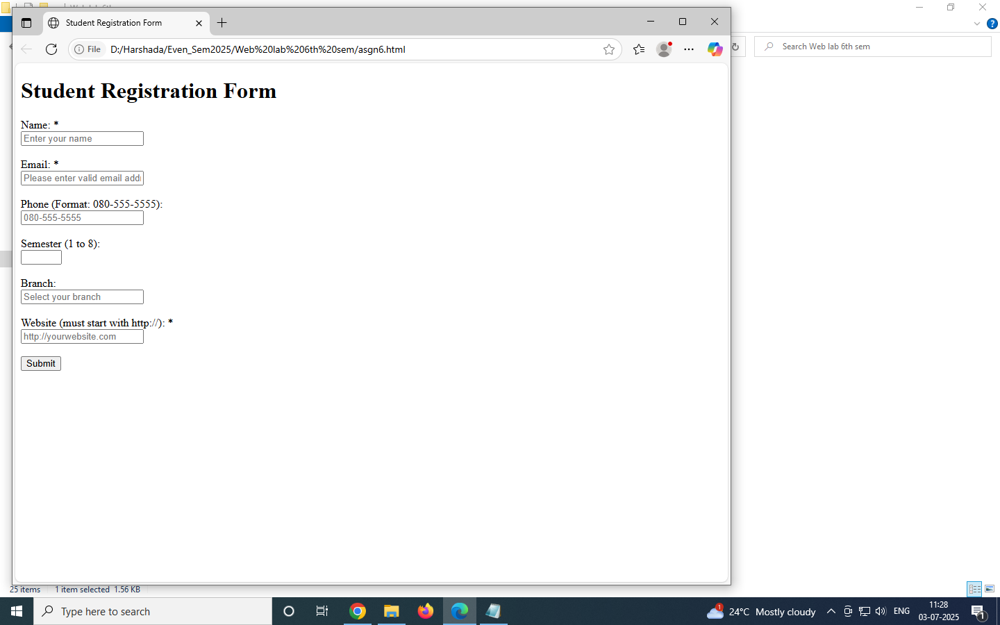 Student Registration Form
File
D:/Harshada/Even_Sem2025/Web%20lab%206th%20sem/asgn6.html
Search Web lab 6th sem
Student Registration Form
Name: *
Enter your name
Email: *
Please enter valid email add
Phone (Format: 080-555-5555):
080-555-5555
Semester (1 to 8):
Branch:
Select your branch
Website (must start with http://): *
http://yourwebsite.com
Submit
25 items 1 item selected 1.56 KB
Type here to search
1
24°C Mostly cloudy
ENG
11:28
03-07-2025
1